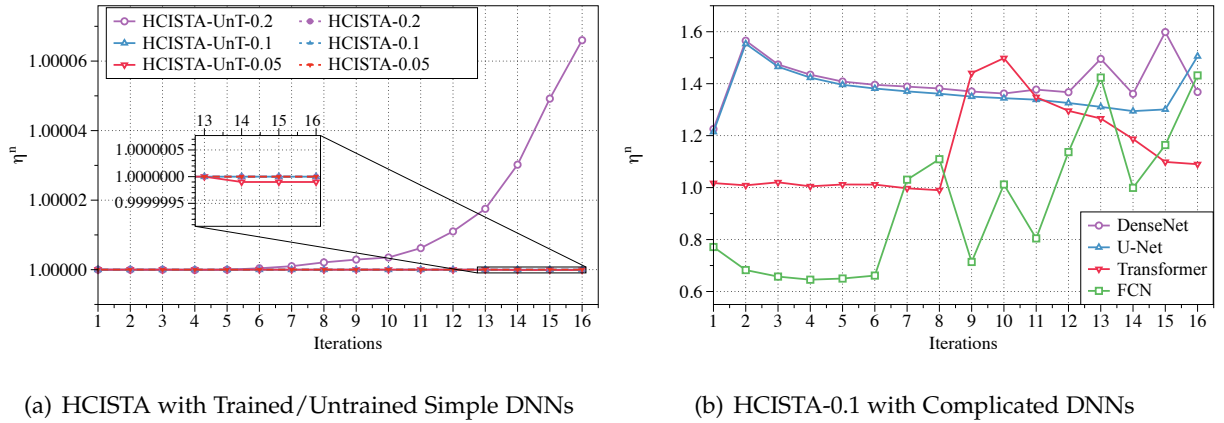 HCISTA-UnT-0.2
HCISTA-UnT-0.1
HCISTA-UnT-0.05
HCISTA-0.2
HCISTA-0.1
HCISTA-0.05
1.00006
1.00004
1.00002
1.00000
ηⁿ
13 14 15 16
1.0000005
1.0000000
0.9999995
1 2 3 4 5 6 7 8 9 10 11 12 13 14 15 16
Iterations
(a) HCISTA with Trained/Untrained Simple DNNs
1.6
1.4
1.2
1.0
0.8
0.6
ηⁿ
DenseNet
U-Net
Transformer
FCN
1 2 3 4 5 6 7 8 9 10 11 12 13 14 15 16
Iterations
(b) HCISTA-0.1 with Complicated DNNs